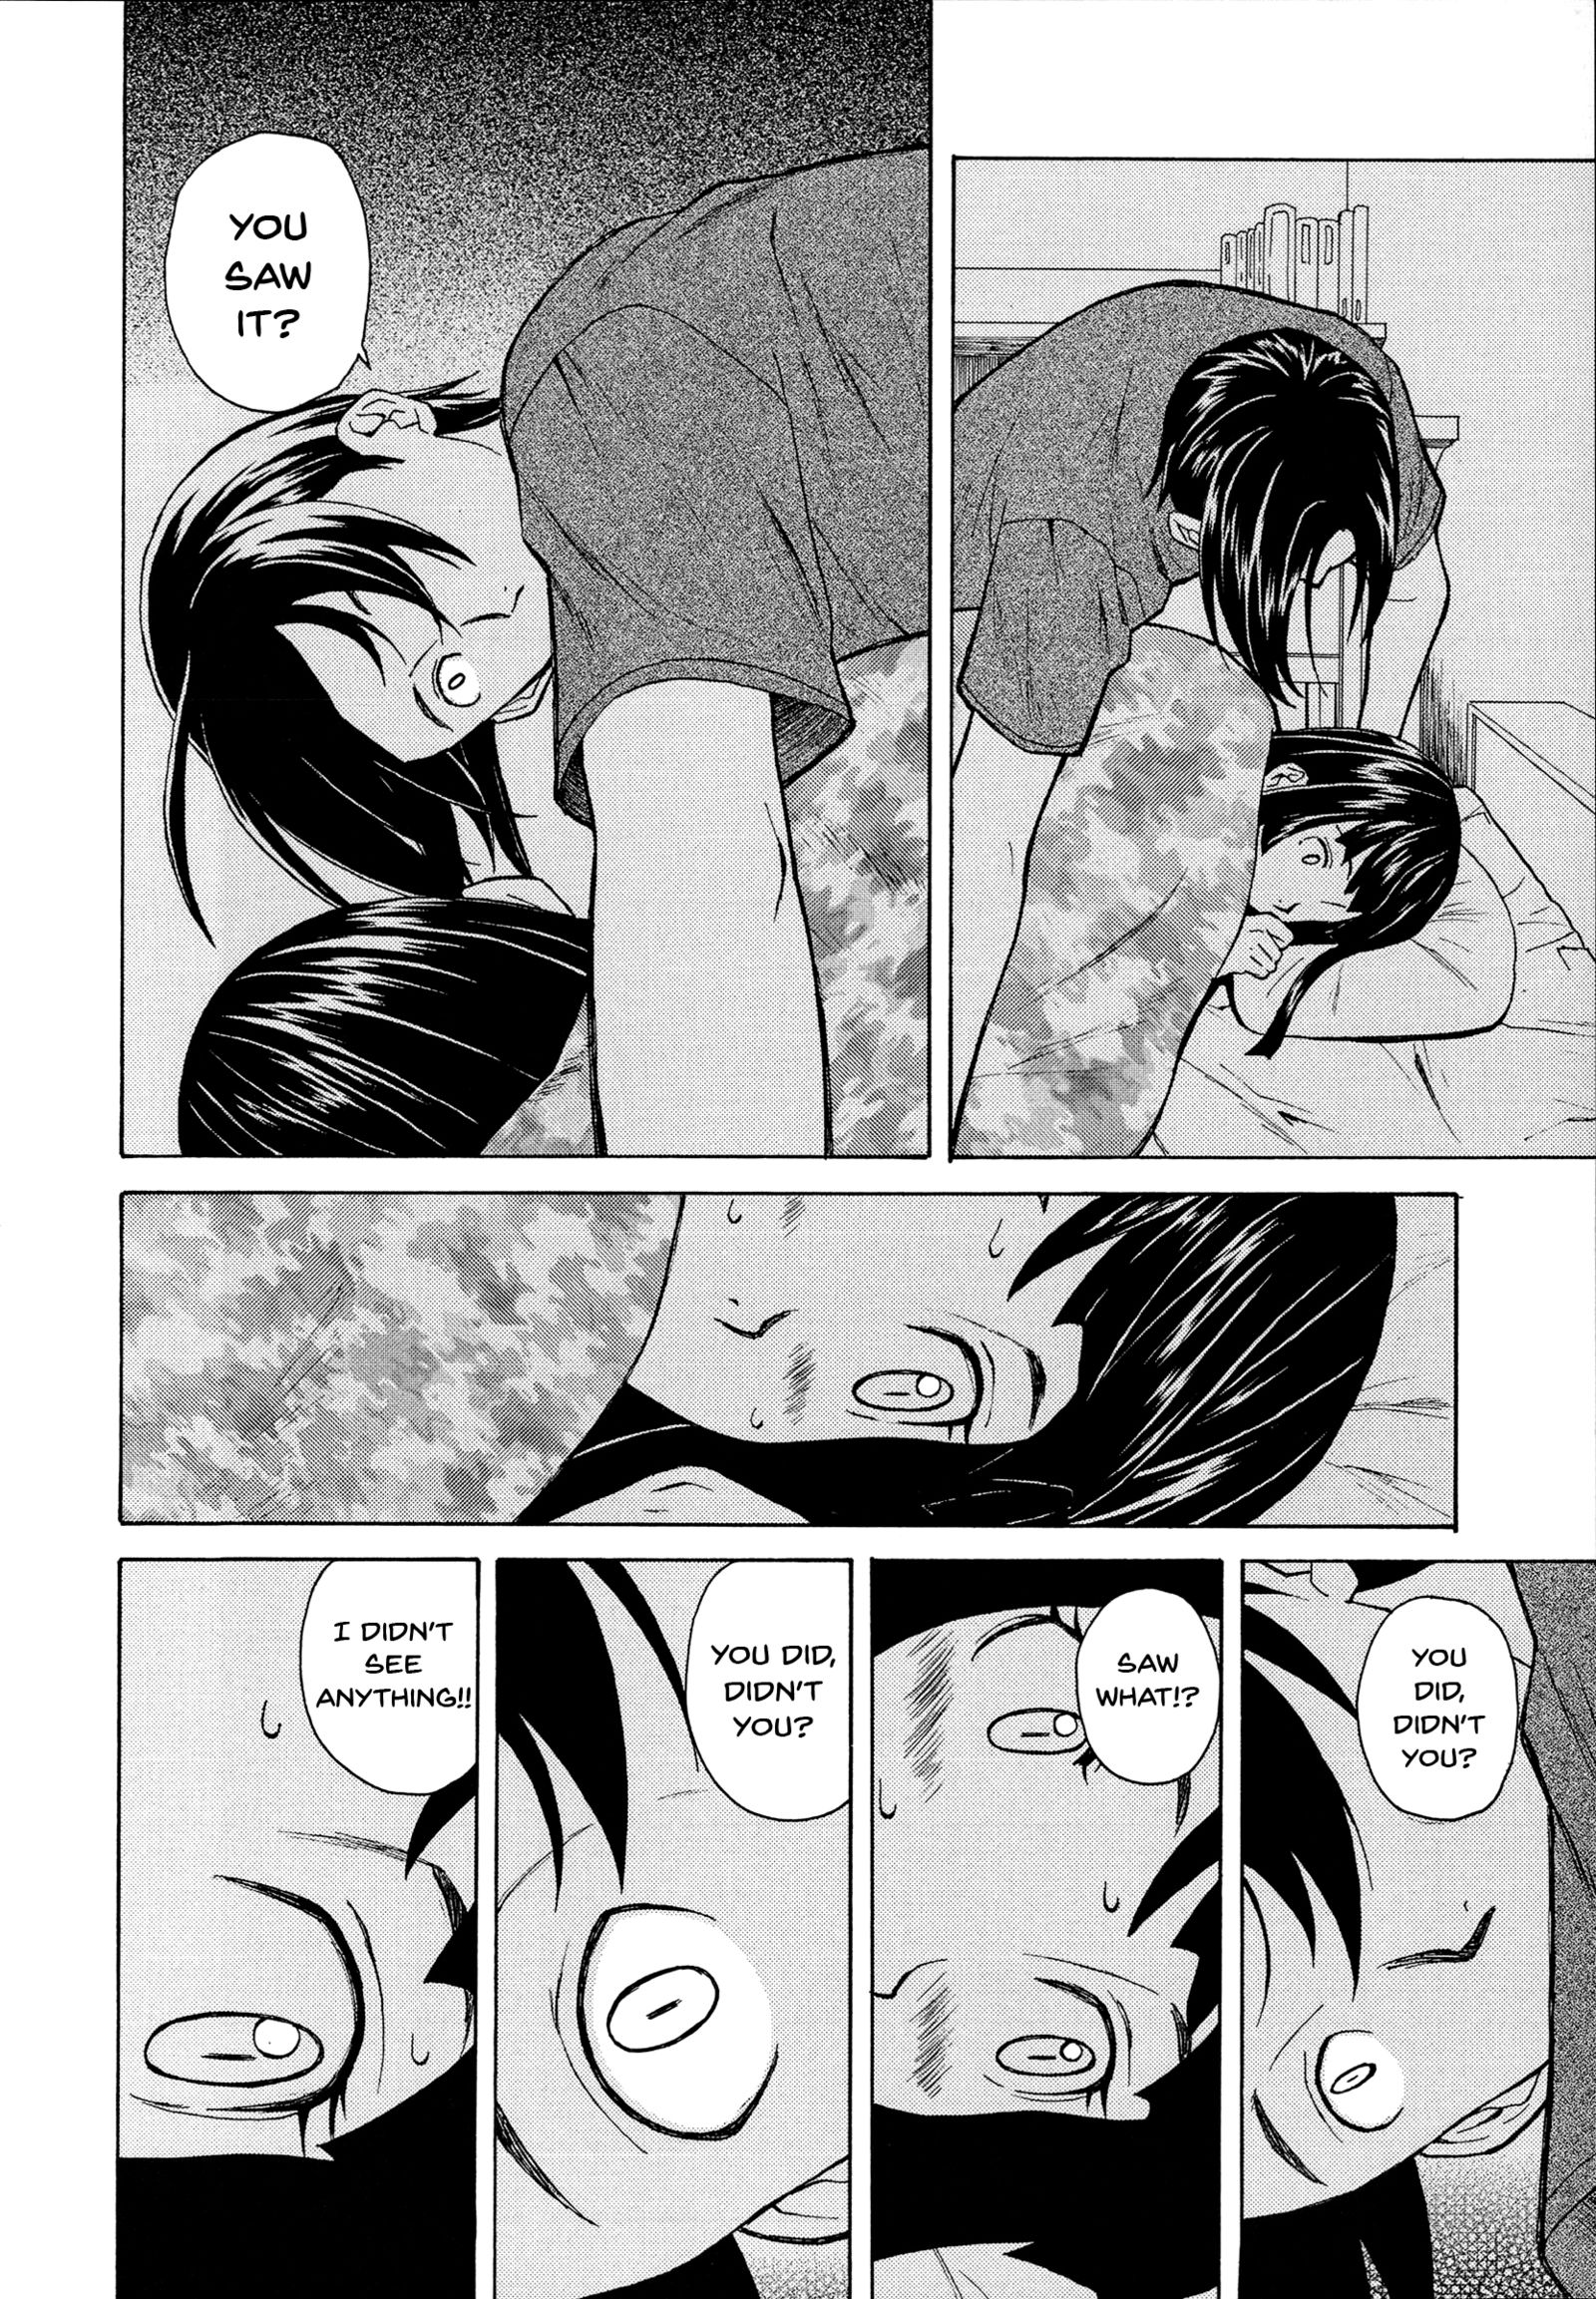 YOU
SAW
IT?
YOU
DID,
DIDN'T
YOU?
SAW
WHAT!?
YOU DID,
DIDN'T
YOU?
I DIDN'T
SEE
ANYTHING!!